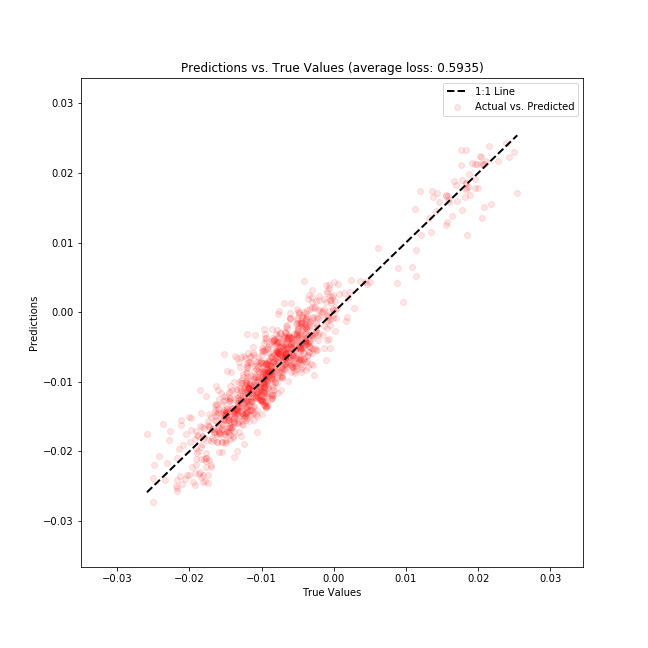 Predictions vs. True Values (average loss: 0.5935)
1:1 Line
Actual vs. Predicted
0.03
0.02
0.01
0.00
−0.01
−0.02
−0.03
Predictions
−0.03 −0.02 −0.01 0.00 0.01 0.02 0.03
True Values